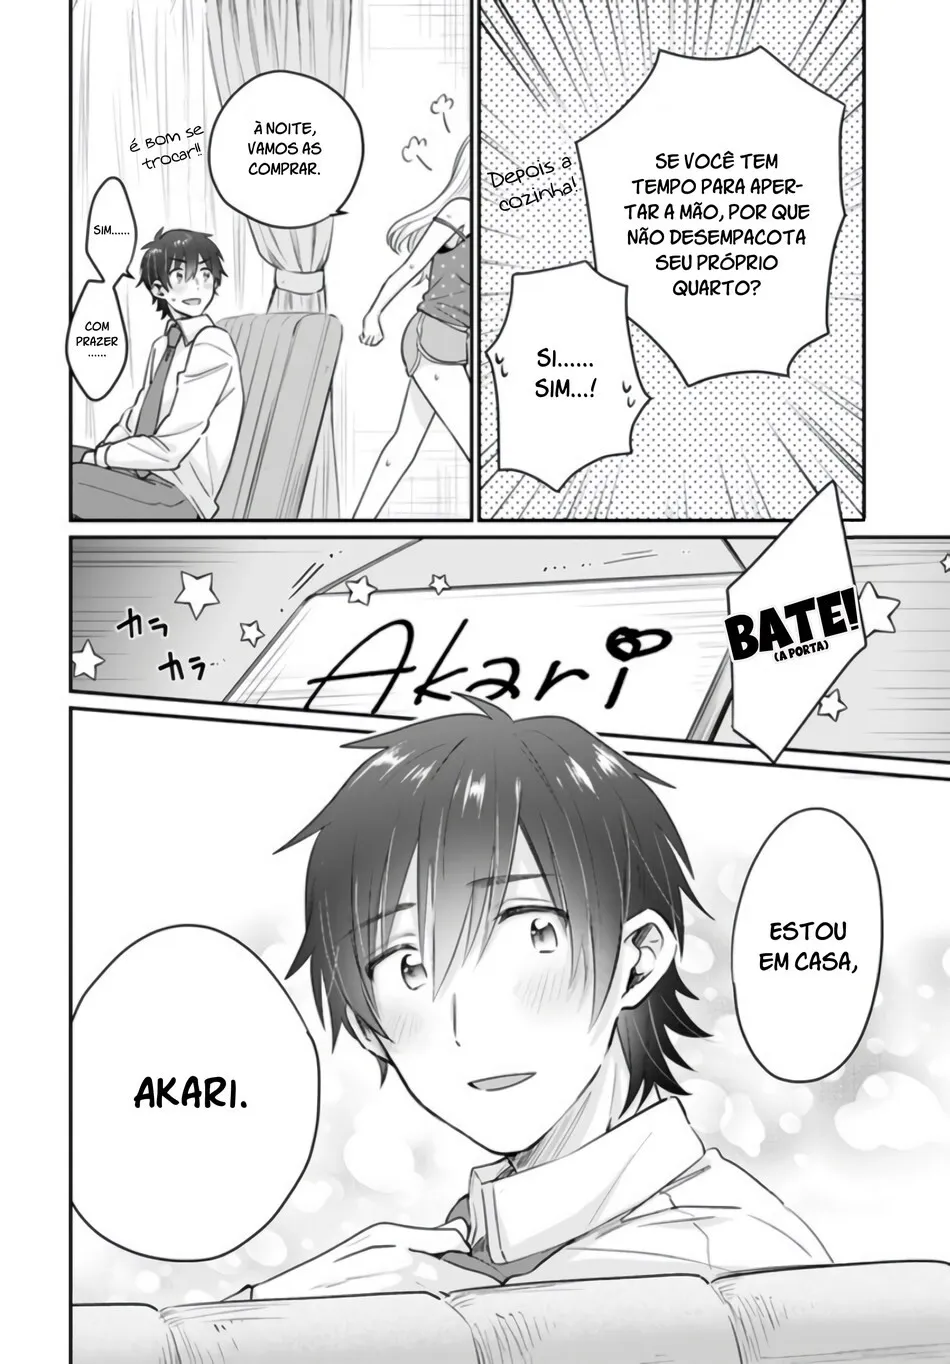 SE VOCÊ TEM
TEMPO PARA APER-
TAR A MÃO, POR QUE
NÃO DESEMPACOTA
SEU PRÓPRIO
QUARTO?
Depois a
cozinha!
SI......
SIM...!
À NOITE,
VAMOS AS
COMPRAR.
é BOM se
trocar!!
SIM......
COM
PRAZER
......
BATE!
(A PORTA)
Akari
カラ
カラ
ESTOU
EM CASA,
AKARI.